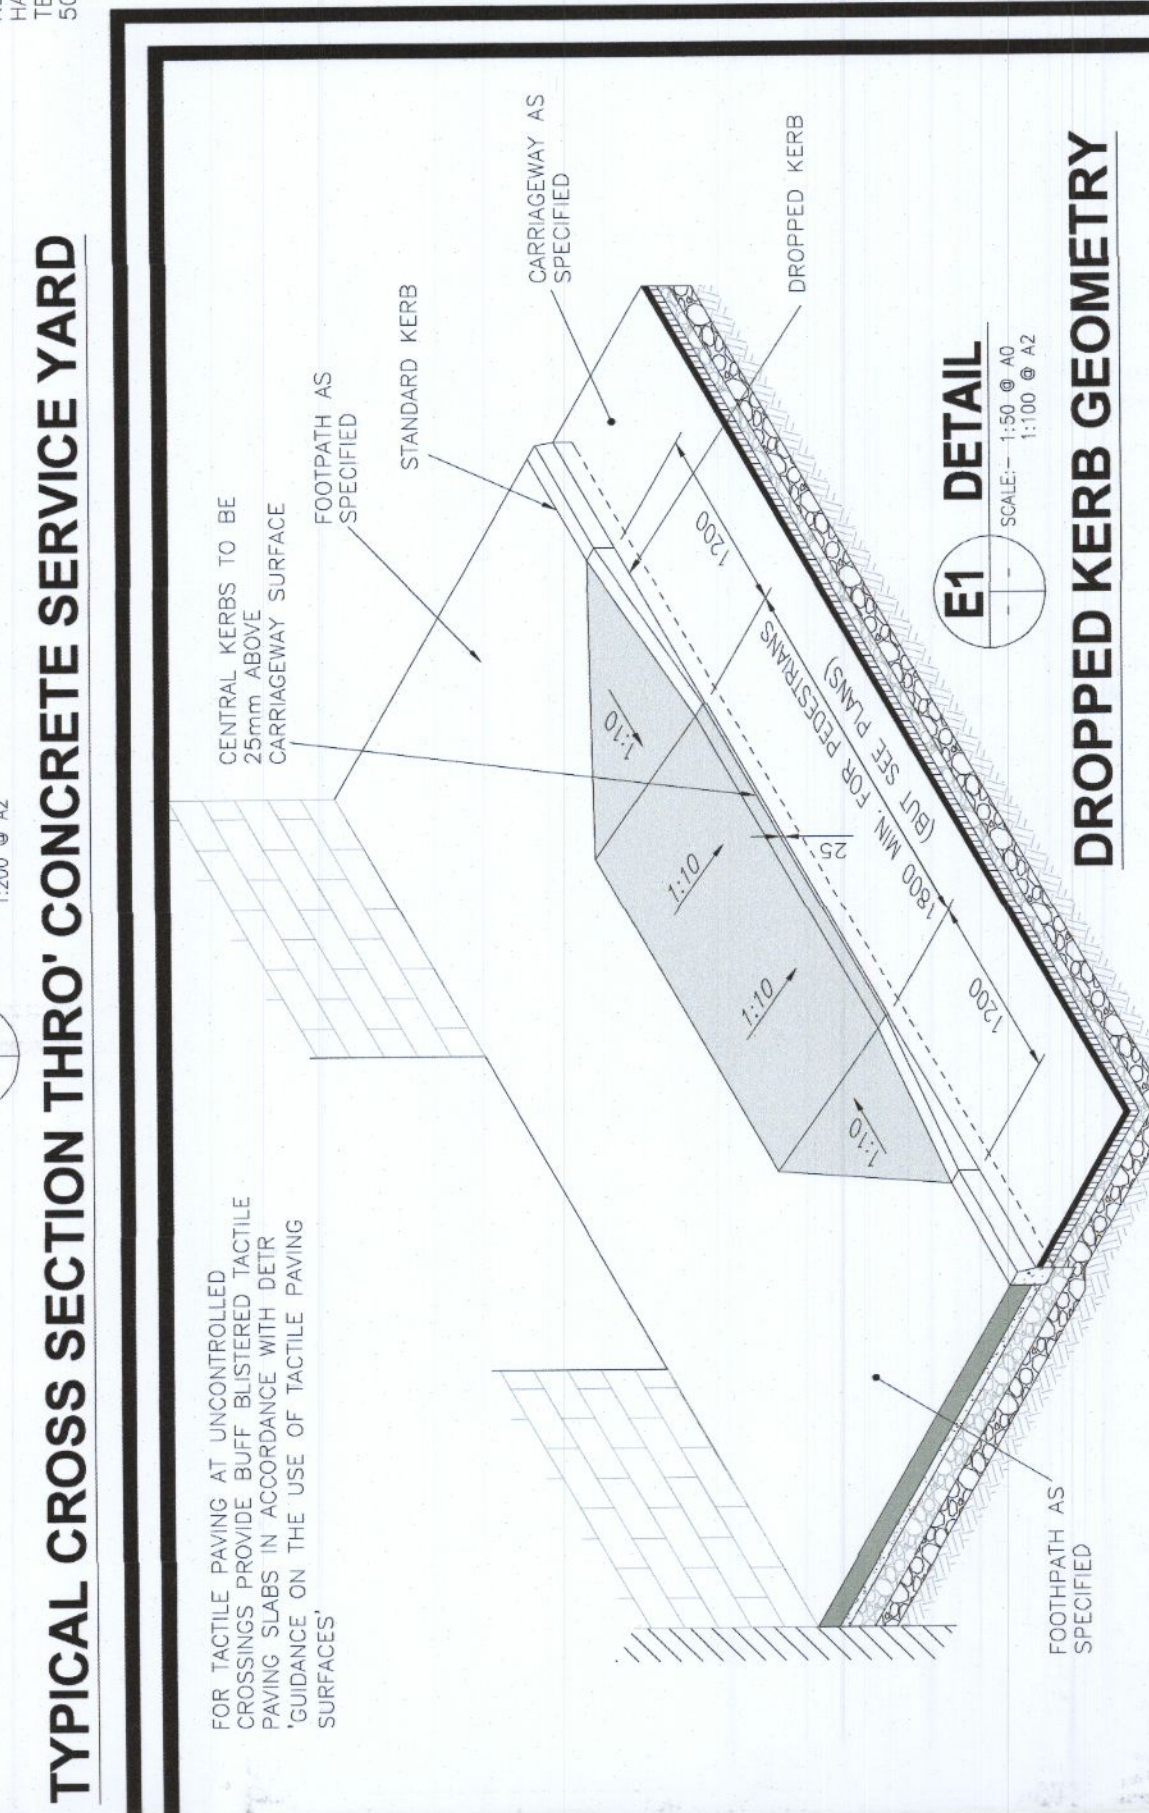 TYPICAL CROSS SECTION THRO' CONCRETE SERVICE YARD
FOR TACTILE PAVING AT UNCONTROLLED
CROSSINGS PROVIDE BUFF BLISTERED TACTILE
PAVING SLABS IN ACCORDANCE WITH DETR
'GUIDANCE ON THE USE OF TACTILE PAVING
SURFACES'
CENTRAL KERBS TO BE
25mm ABOVE
CARRIAGEWAY SURFACE
FOOTPATH AS
SPECIFIED
STANDARD KERB
CARRIAGEWAY AS
SPECIFIED
DROPPED KERB
1:10
1:10
1:10
1:10
25
1200
1800 MIN. FOR PEDESTRIANS
(BUT SEE PLANS)
1200
FOOTHPATH AS
SPECIFIED
E1 DETAIL
SCALE:- 1:50 @ A0
1:100 @ A2
DROPPED KERB GEOMETRY